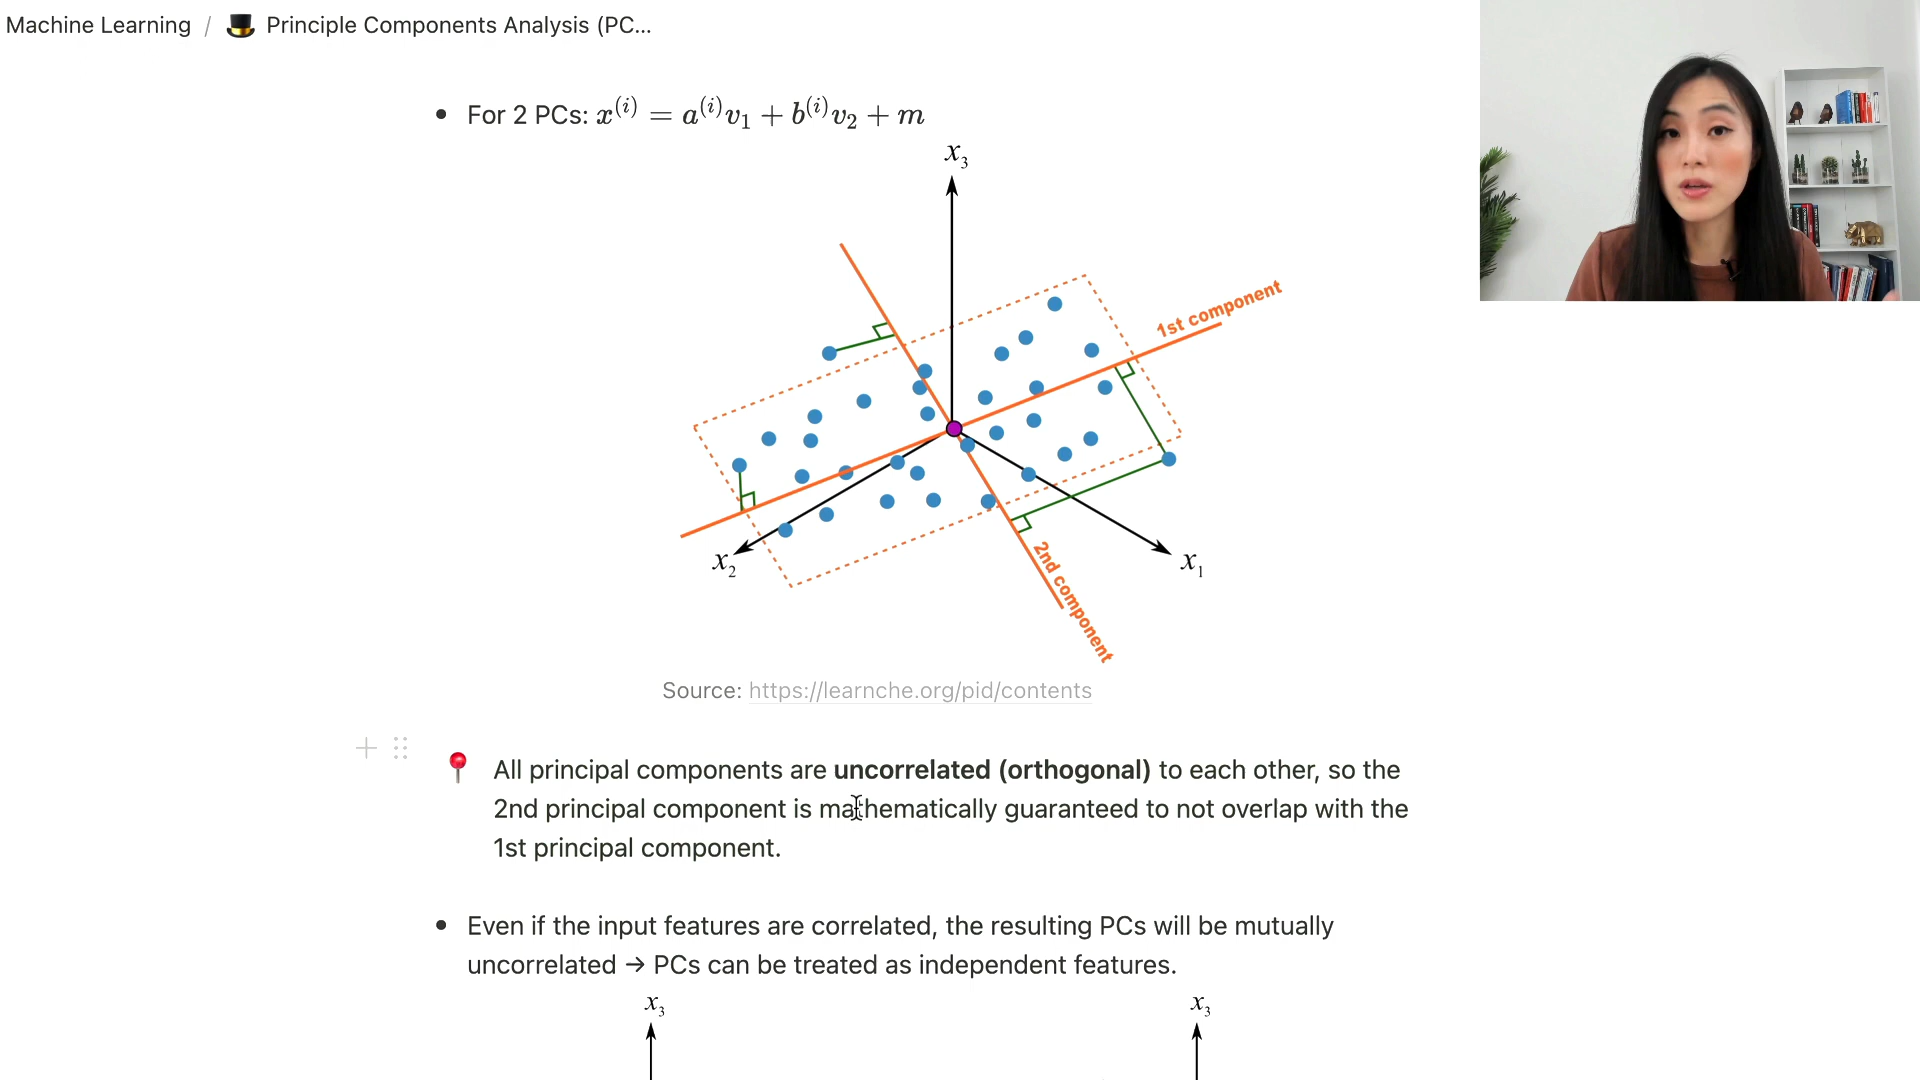 Machine Learning / Principle Components Analysis (PC...
• For 2 PCs: x^(i) = a^(i)v_1 + b^(i)v_2 + m
x_3
1st component
x_2
x_1
2nd component
Source: https://learnche.org/pid/contents
All principal components are uncorrelated (orthogonal) to each other, so the
2nd principal component is mathematically guaranteed to not overlap with the
1st principal component.
• Even if the input features are correlated, the resulting PCs will be mutually
uncorrelated → PCs can be treated as independent features.
x_3
x_3